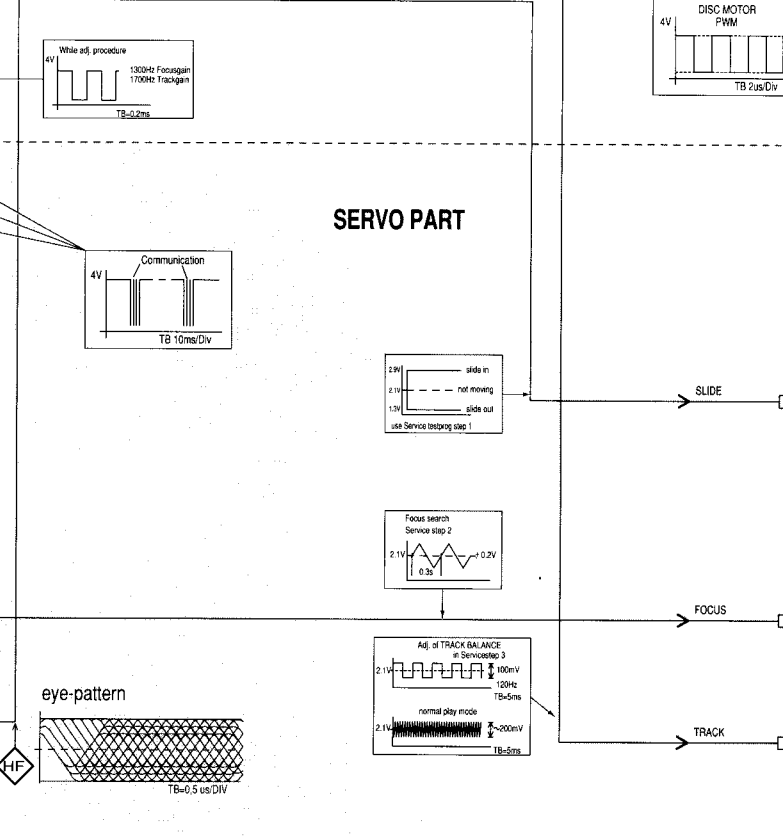 DISC MOTOR
PWM
4V
TB 2us/Div
While adj. procedure
4V
1300Hz Focusgain
1700Hz Trackgain
TB=0.2ms
SERVO PART
Communication
4V
TB 10ms/Div
2.9V
slide in
2.1V
not moving
1.3V
slide out
use Service testprog step 1
SLIDE
Focus search
Service step 2
2.1V
+ 0.2V
0.3s
FOCUS
Adj. of TRACK BALANCE
in Servicestep 3
2.1V
100mV
120Hz
TB=5ms
normal play mode
2.1V
~200mV
TB=5ms
TRACK
eye-pattern
HF
TB=0,5 us/DIV